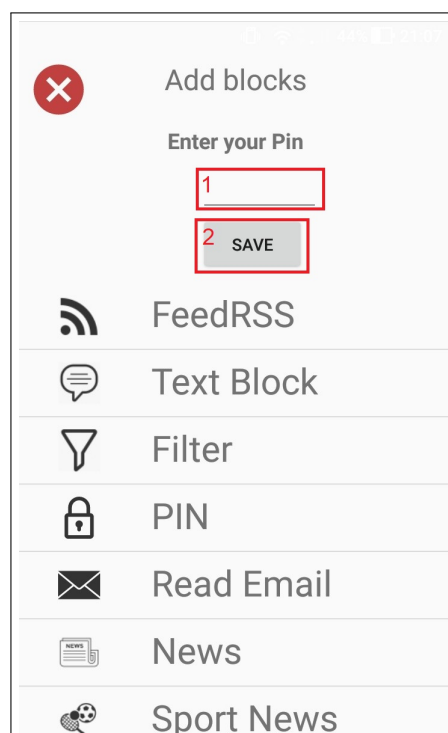 Add blocks
Enter your Pin
1
2 SAVE
FeedRSS
Text Block
Filter
PIN
Read Email
NEWS
News
Sport News